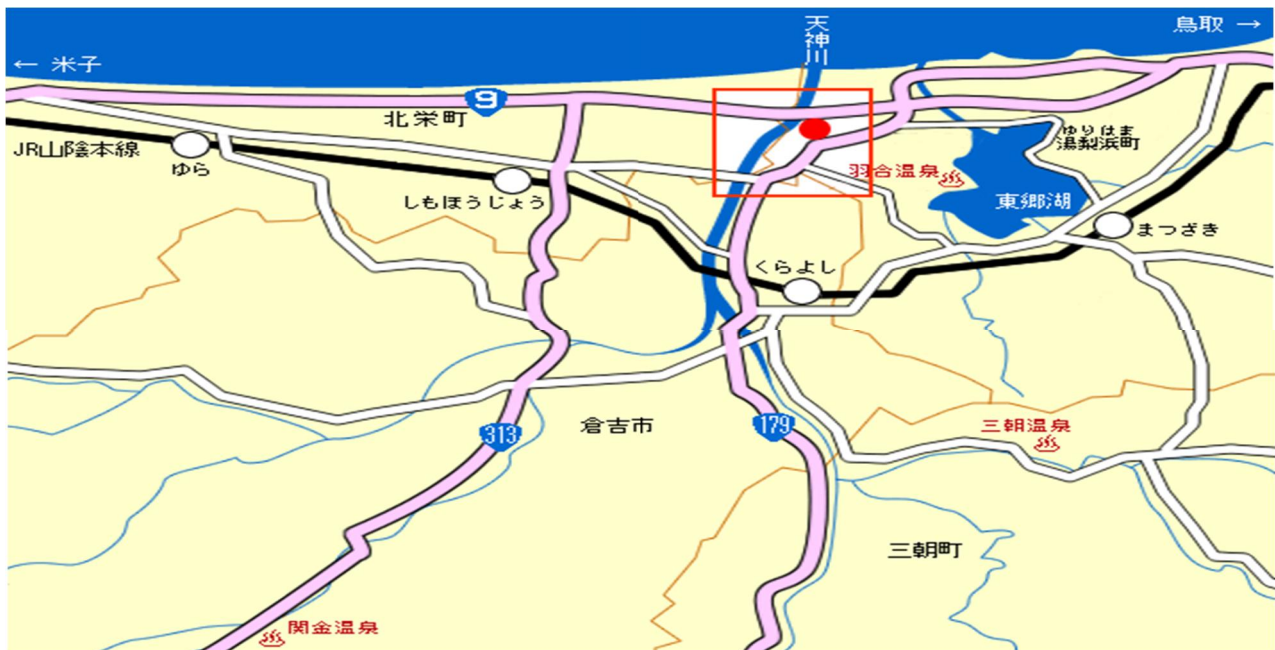 天神川
鳥取 →
← 米子
9
北栄町
JR山陰本線
ゆら
しもほうじょう
ゆりはま
湯梨浜町
羽合温泉
東郷湖
まつざき
くらよし
倉吉市
313
179
三朝温泉
三朝町
関金温泉